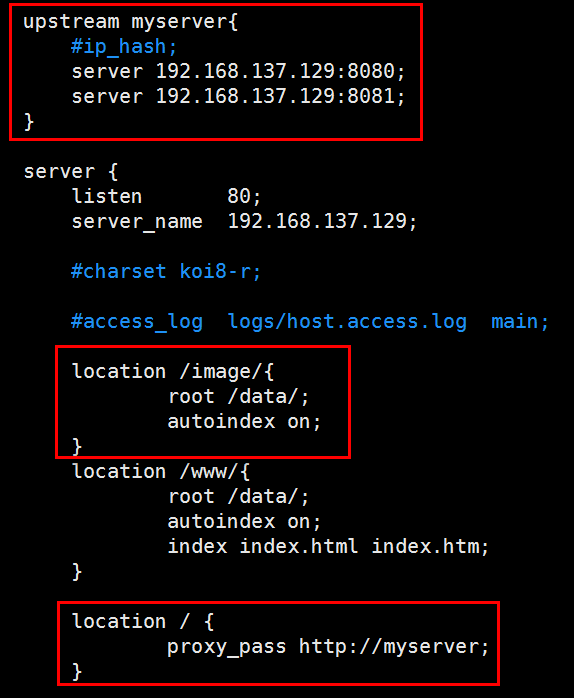 upstream myserver{
#ip_hash;
server 192.168.137.129:8080;
server 192.168.137.129:8081;
}
server {
listen 80;
server_name 192.168.137.129;
#charset koi8-r;
#access_log logs/host.access.log main;
location /image/{
root /data/;
autoindex on;
}
location /www/{
root /data/;
autoindex on;
index index.html index.htm;
}
location / {
proxy_pass http://myserver;
}